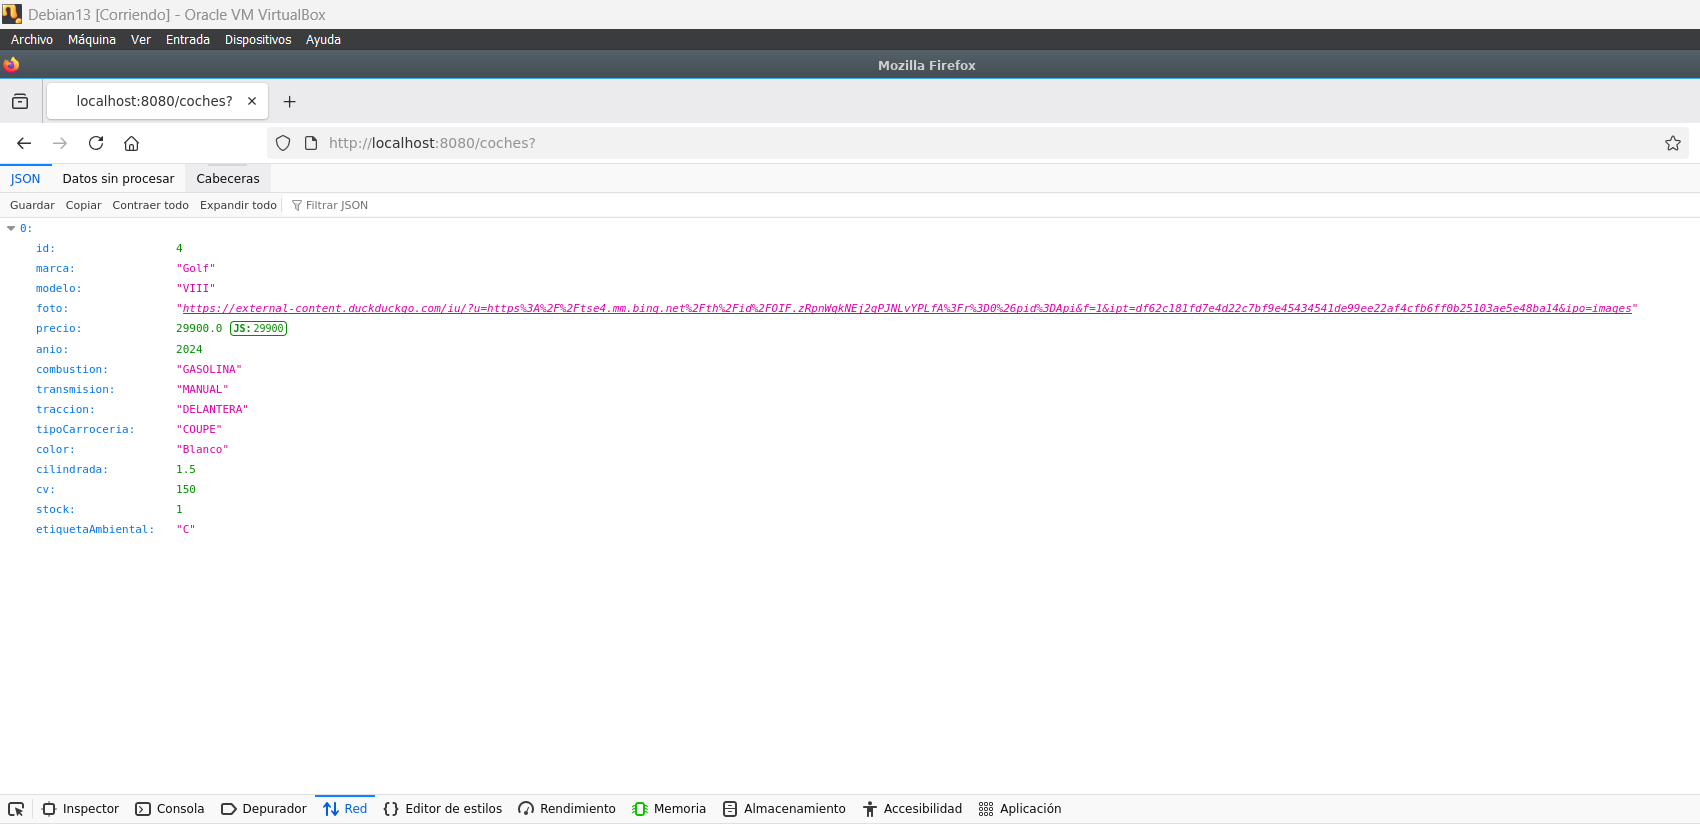 Debian13 [Corriendo] - Oracle VM VirtualBox
Archivo Máquina Ver Entrada Dispositivos Ayuda
Mozilla Firefox
localhost:8080/coches?
http://localhost:8080/coches?
JSON Datos sin procesar Cabeceras
Guardar Copiar Contraer todo Expandir todo Filtrar JSON
0:
id: 4
marca: "Golf"
modelo: "VIII"
foto: "https://external-content.duckduckgo.com/iu/?u=https%3A%2F%2Ftse4.mm.bing.net%2Fth%2Fid%2FOIF.zRpnWgkNEj2gPJNLvYPLfA%3Fr%3D0%26pid%3DApi&f=1&ipt=df62c181fd7e4d22c7bf9e45434541de99ee22af4cfb6ff0b25103ae5e48ba14&ipo=images"
precio: 29900.0 JS: 29900
anio: 2024
combustion: "GASOLINA"
transmision: "MANUAL"
traccion: "DELANTERA"
tipoCarroceria: "COUPE"
color: "Blanco"
cilindrada: 1.5
cv: 150
stock: 1
etiquetaAmbiental: "C"
Inspector Consola Depurador Red Editor de estilos Rendimiento Memoria Almacenamiento Accesibilidad Aplicación